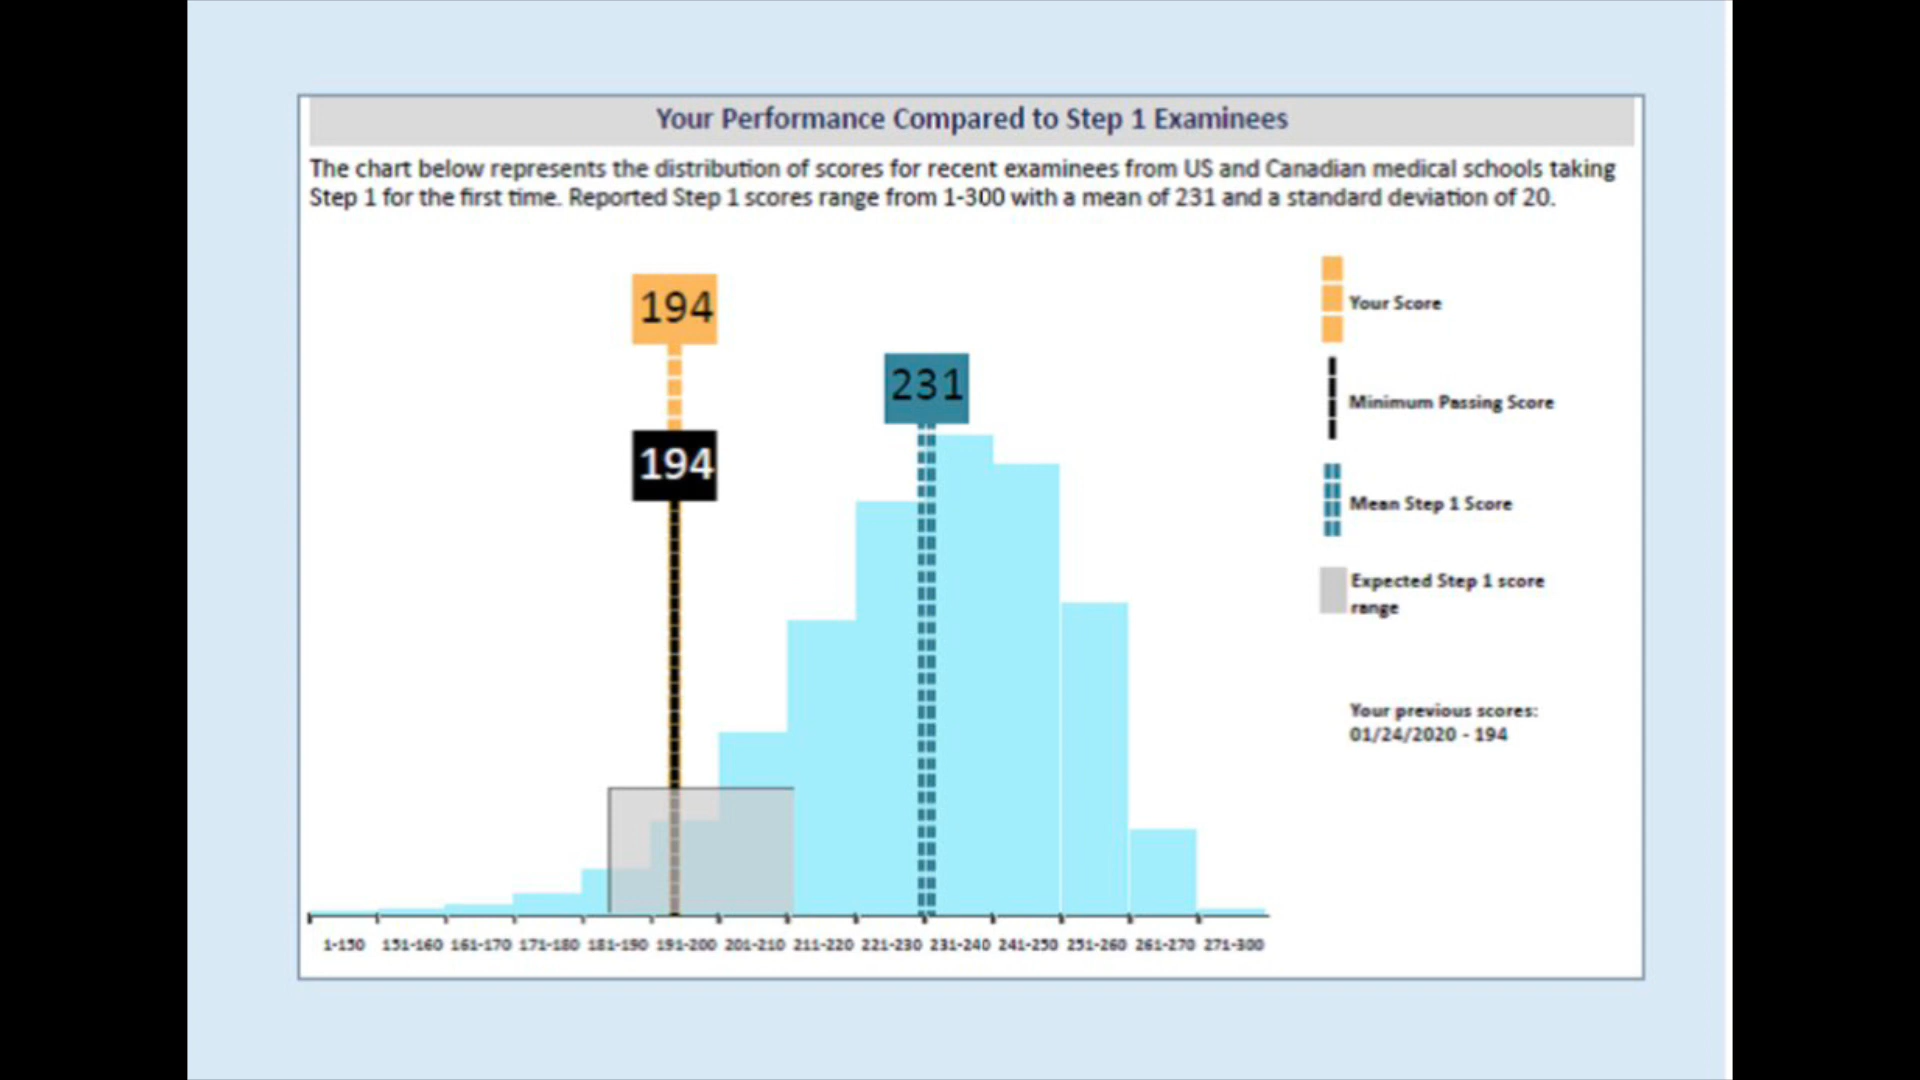 Your Performance Compared to Step 1 Examinees
The chart below represents the distribution of scores for recent examinees from US and Canadian medical schools taking
Step 1 for the first time. Reported Step 1 scores range from 1-300 with a mean of 231 and a standard deviation of 20.
194
Your Score
231
Minimum Passing Score
194
Mean Step 1 Score
Expected Step 1 score
range
Your previous scores:
01/24/2020 - 194
1-150 151-160 161-170 171-180 181-190 191-200 201-210 211-220 221-230 231-240 241-250 251-260 261-270 271-300